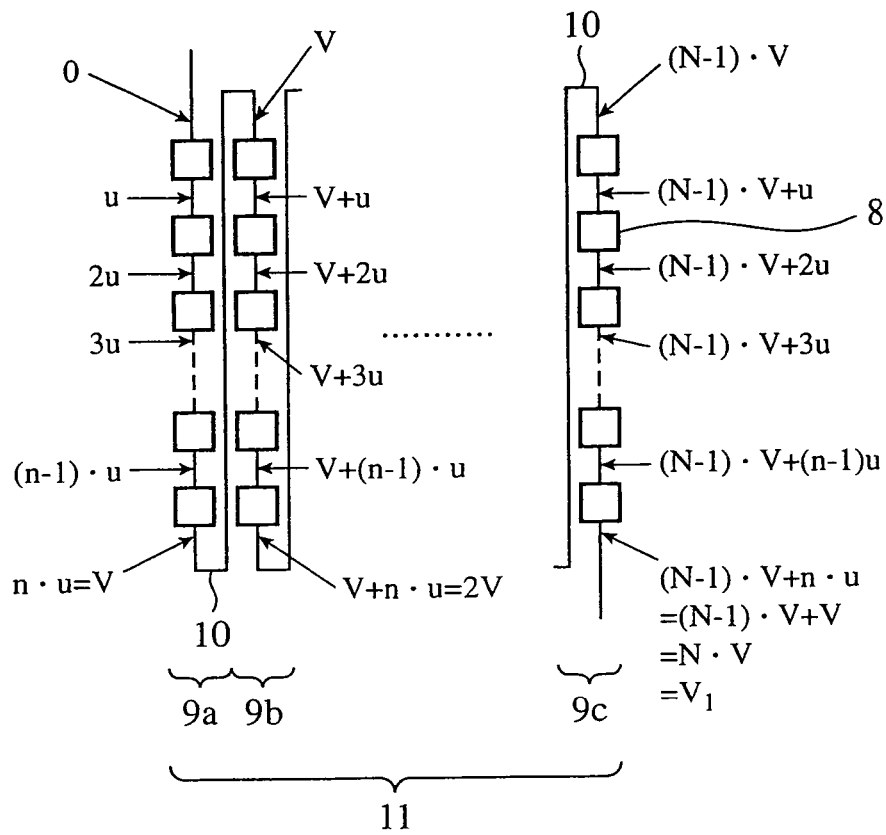 0
V
10
(N-1)・V
u
V+u
(N-1)・V+u
8
2u
V+2u
(N-1)・V+2u
3u
V+3u
............
(N-1)・V+3u
(n-1)・u
V+(n-1)・u
(N-1)・V+(n-1)u
n・u=V
V+n・u=2V
(N-1)・V+n・u
=(N-1)・V+V
=N・V
=V1
10
9a
9b
9c
11